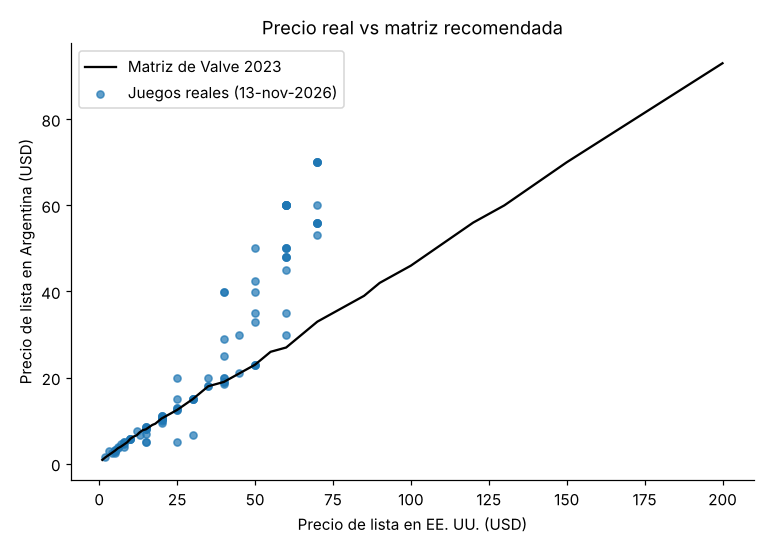 Precio real vs matriz recomendada
Matriz de Valve 2023
Juegos reales (13-nov-2026)
Precio de lista en Argentina (USD)
80
60
40
20
0
0 25 50 75 100 125 150 175 200
Precio de lista en EE. UU. (USD)